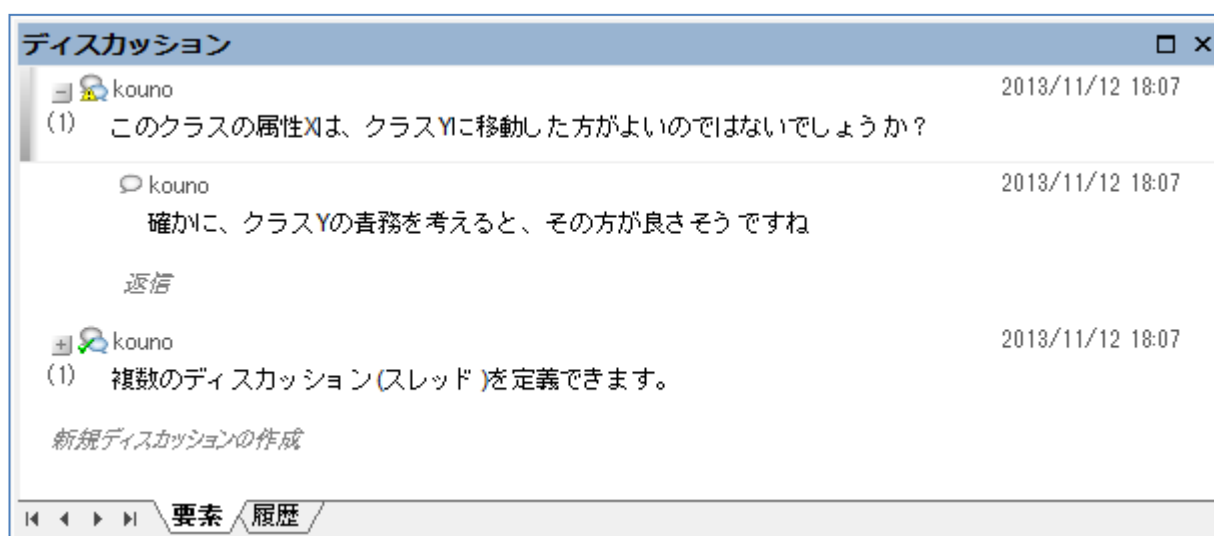 ディスカッション
kouno 2013/11/12 18:07
(1) このクラスの属性Xは、クラスYに移動した方がよいのではないでしょうか？
kouno 2013/11/12 18:07
確かに、クラスYの責務を考えると、その方が良さそうですね
返信
kouno 2013/11/12 18:07
(1) 複数のディスカッション(スレッド)を定義できます。
新規ディスカッションの作成
要素 履歴